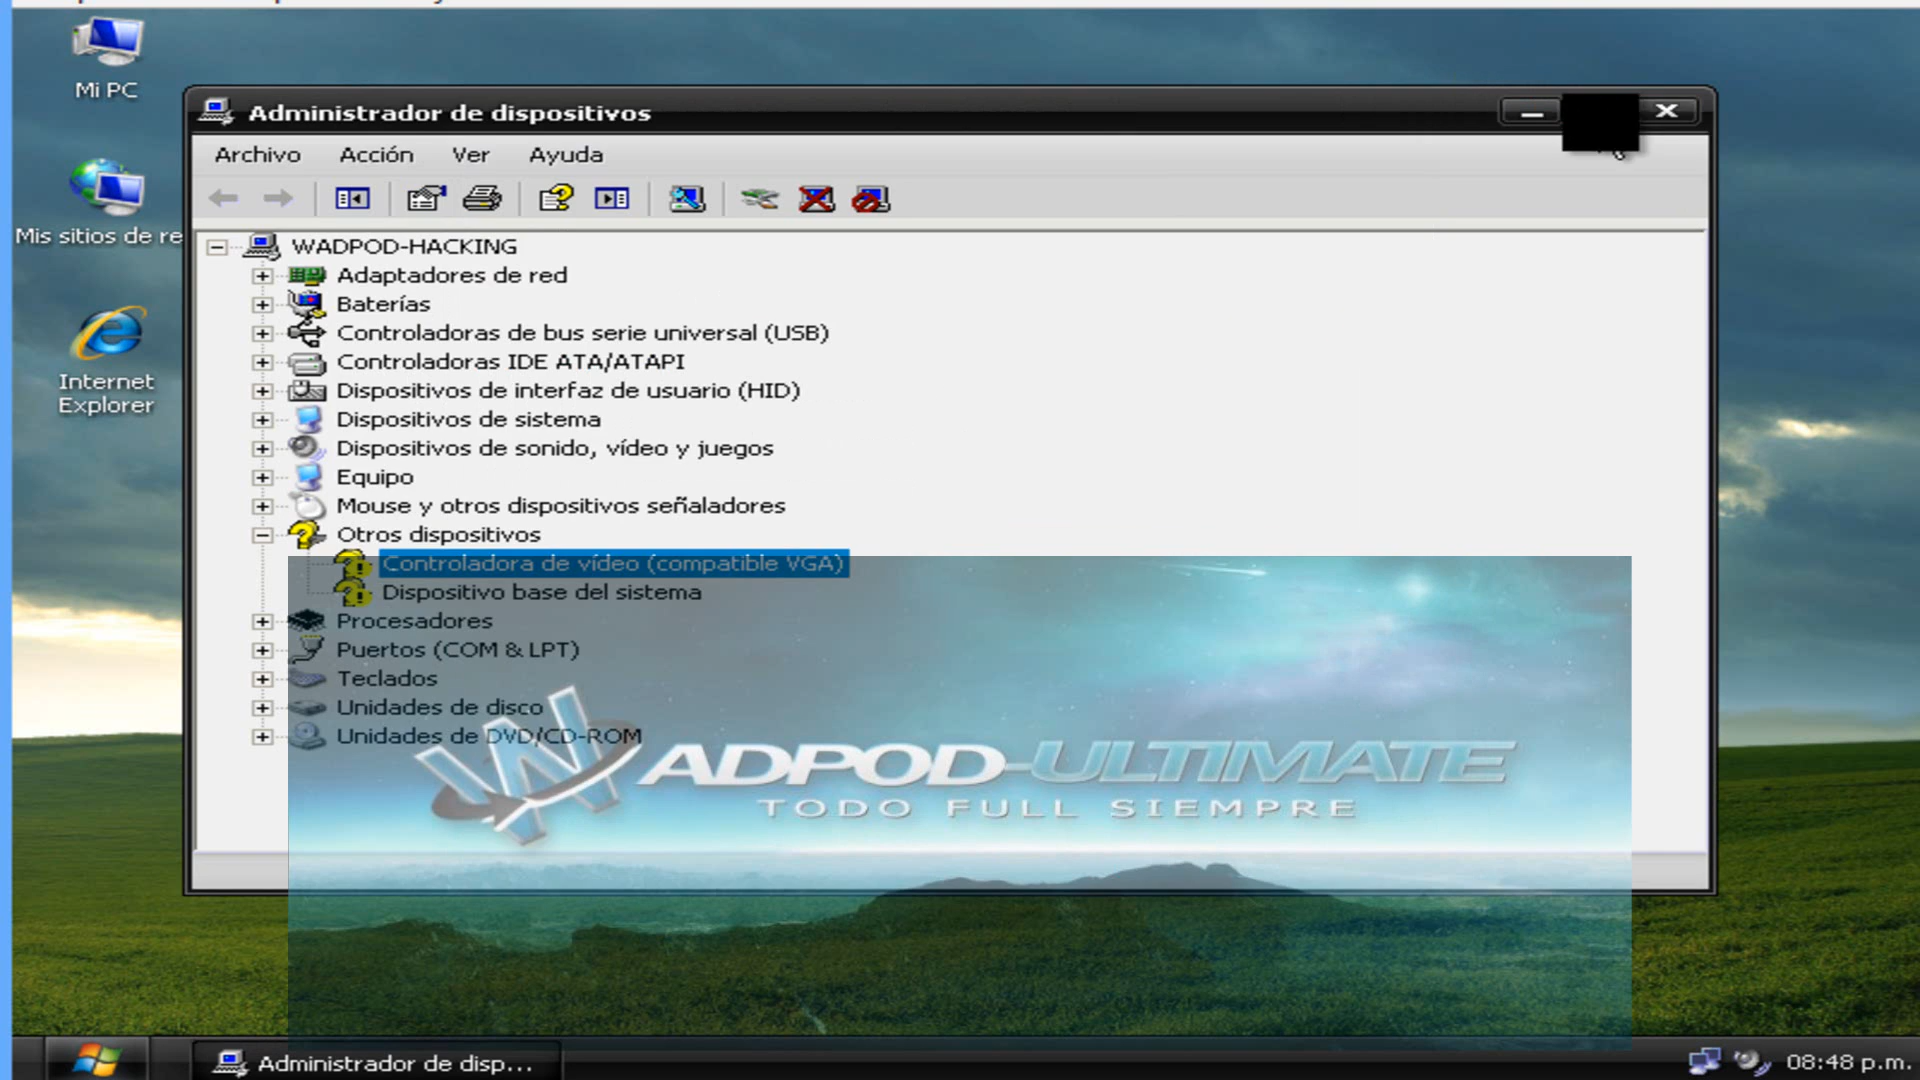 Mi PC
Mis sitios de re
Internet
Explorer
Administrador de dispositivos
Archivo Acción Ver Ayuda
WADPOD-HACKING
Adaptadores de red
Baterías
Controladoras de bus serie universal (USB)
Controladoras IDE ATA/ATAPI
Dispositivos de interfaz de usuario (HID)
Dispositivos de sistema
Dispositivos de sonido, vídeo y juegos
Equipo
Mouse y otros dispositivos señaladores
Otros dispositivos
Controladora de vídeo (compatible VGA)
Dispositivo base del sistema
Procesadores
Puertos (COM & LPT)
Teclados
Unidades de disco
Unidades de DVD/CD-ROM
WADPOD-ULTIMATE
TODO FULL SIEMPRE
Administrador de disp...
08:48 p.m.